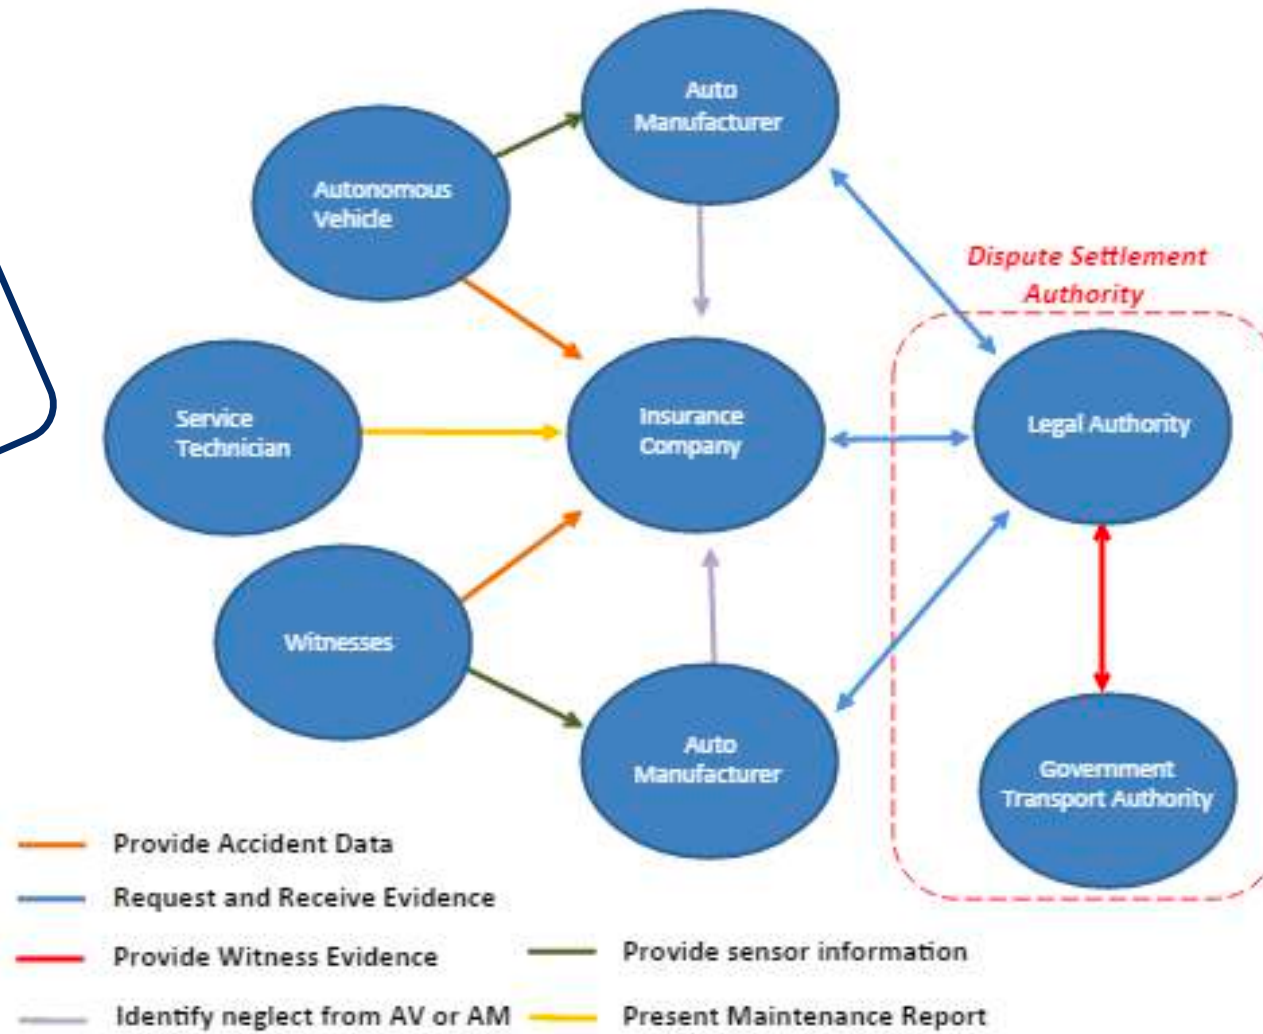 Auto
Manufacturer
Autonomous
Vehicle
Dispute Settlement
Authority
Service
Technician
Insurance
Company
Legal Authority
Witnesses
Auto
Manufacturer
Government
Transport Authority
Provide Accident Data
Request and Receive Evidence
Provide Witness Evidence
Provide sensor information
Identify neglect from AV or AM
Present Maintenance Report